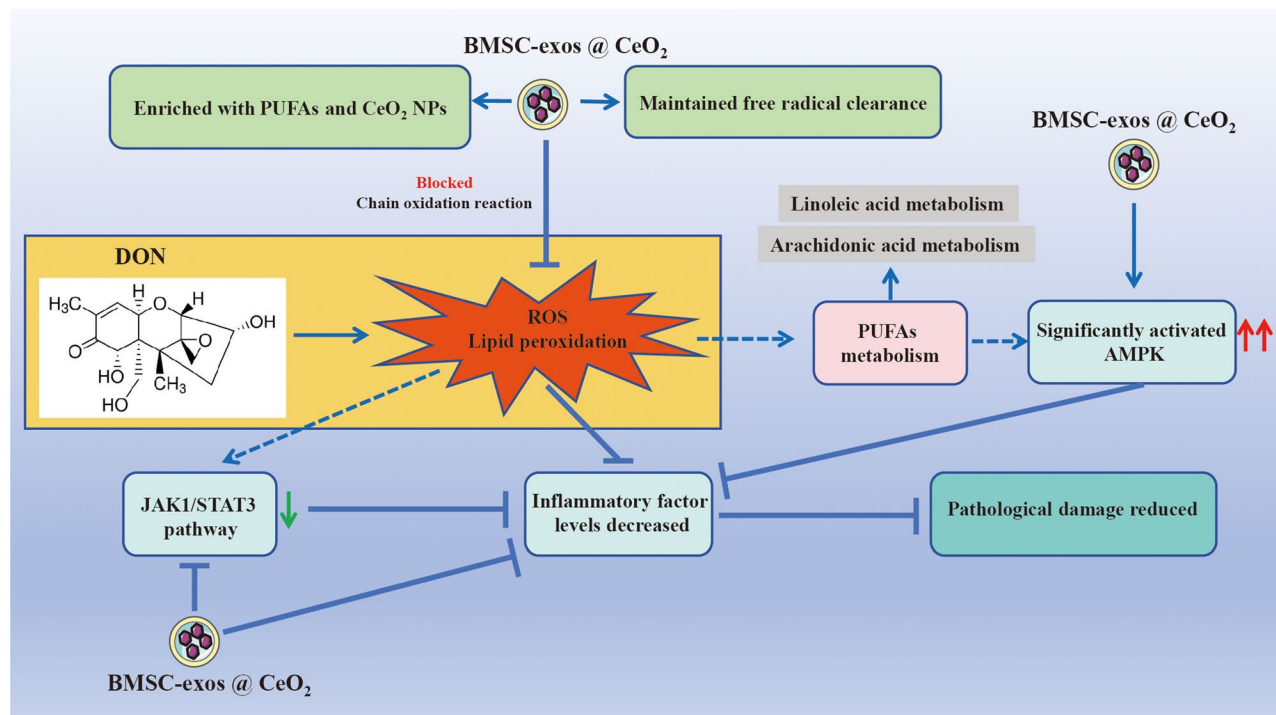 BMSC-exos @ CeO₂
Enriched with PUFAs and CeO₂ NPs
Maintained free radical clearance
BMSC-exos @ CeO₂
Blocked
Chain oxidation reaction
Linoleic acid metabolism
Arachidonic acid metabolism
DON
H₃C
H
O
H
OH
O
O
HO
CH₃
HO
ROS
Lipid peroxidation
PUFAs
metabolism
Significantly activated
AMPK
JAK1/STAT3
pathway
Inflammatory factor
levels decreased
Pathological damage reduced
BMSC-exos @ CeO₂